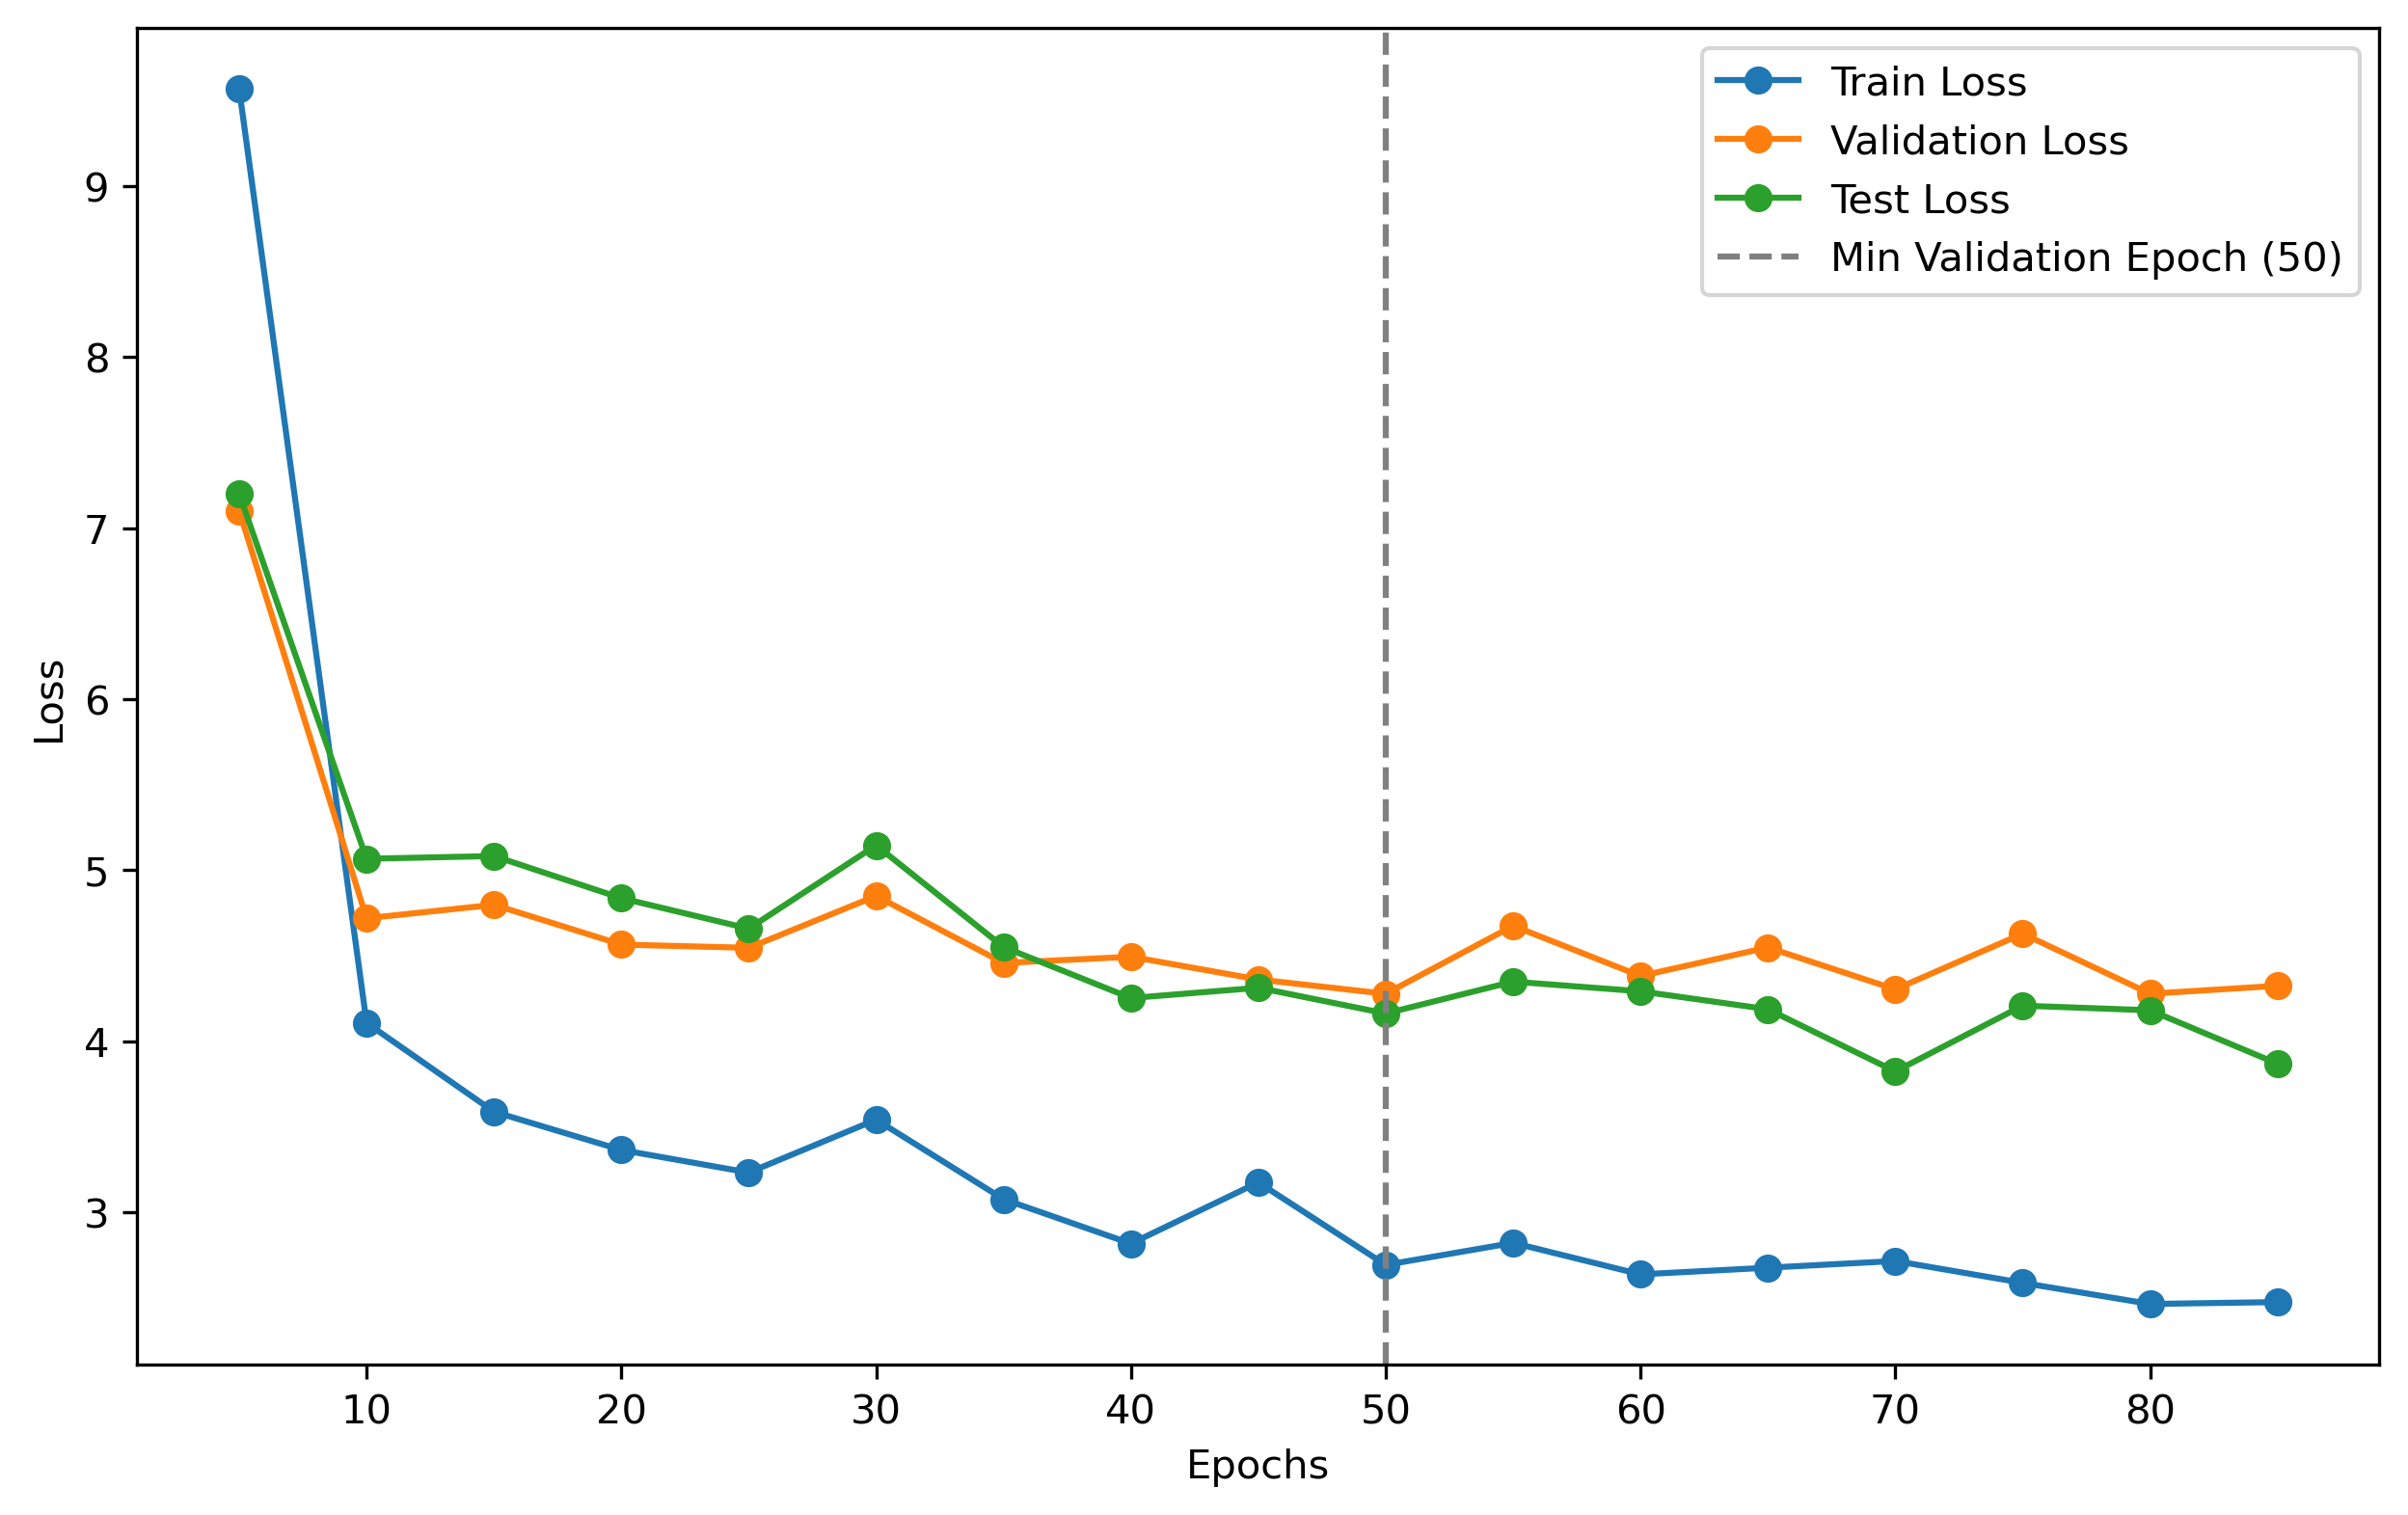 Train Loss
Validation Loss
Test Loss
Min Validation Epoch (50)
9
8
7
6
5
4
3
Loss
10 20 30 40 50 60 70 80
Epochs